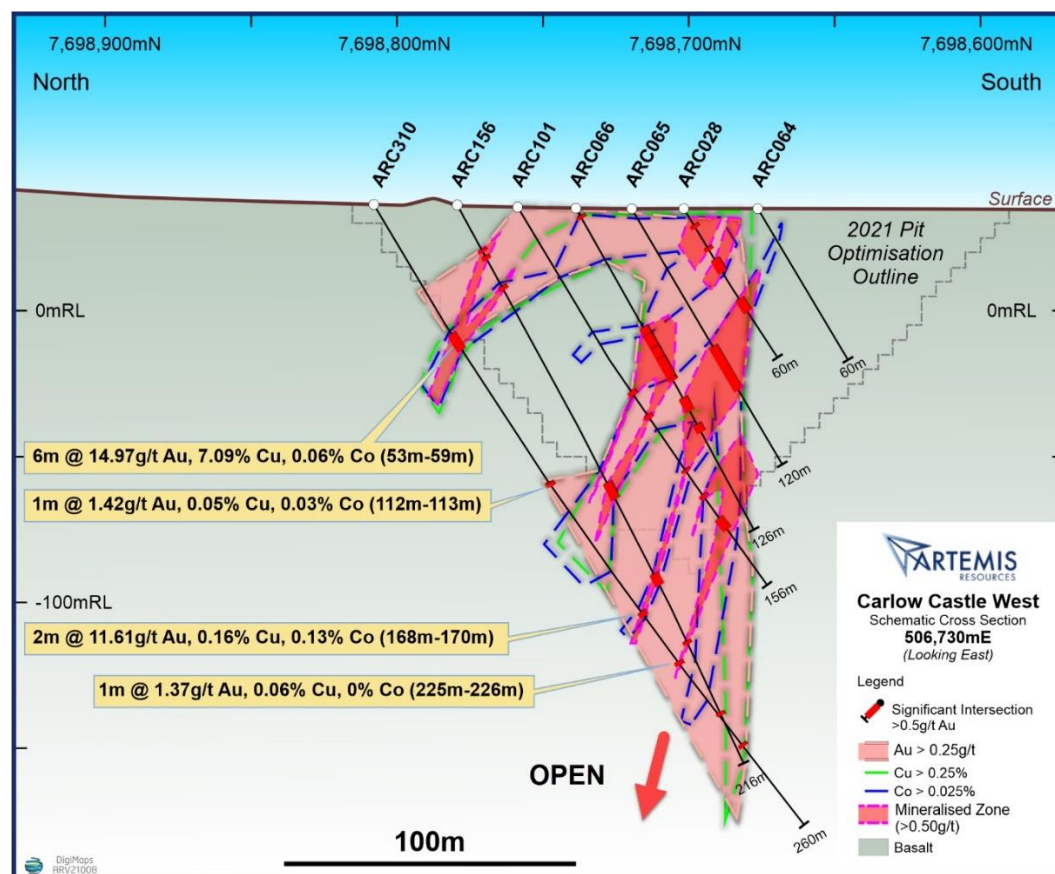 7,698,900mN
7,698,800mN
7,698,700mN
7,698,600mN
North
South
ARC310
ARC156
ARC101
ARC066
ARC065
ARC028
ARC064
Surface
2021 Pit
Optimisation
Outline
0mRL
0mRL
60m
60m
6m @ 14.97g/t Au, 7.09% Cu, 0.06% Co (53m-59m)
120m
1m @ 1.42g/t Au, 0.05% Cu, 0.03% Co (112m-113m)
126m
156m
-100mRL
2m @ 11.61g/t Au, 0.16% Cu, 0.13% Co (168m-170m)
1m @ 1.37g/t Au, 0.06% Cu, 0% Co (225m-226m)
OPEN
216m
260m
100m
ARTEMIS
RESOURCES
Carlow Castle West
Schematic Cross Section
506,730mE
(Looking East)
Legend
Significant Intersection
>0.5g/t Au
Au > 0.25g/t
Cu > 0.25%
Co > 0.025%
Mineralised Zone
(>0.50g/t)
Basalt
DigiMaps
ARV21008